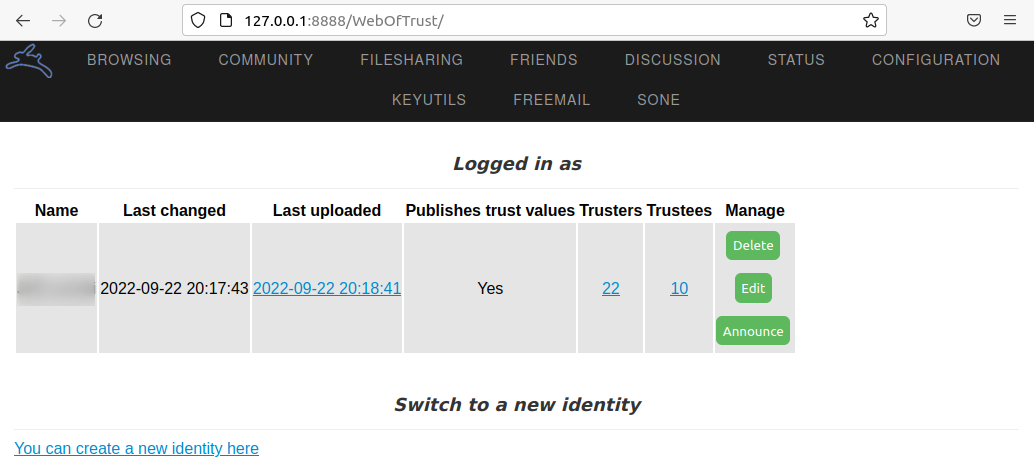 127.0.0.1:8888/WebOfTrust/
BROWSING COMMUNITY FILESHARING FRIENDS DISCUSSION STATUS CONFIGURATION
KEYUTILS FREEMAIL SONE
Logged in as
Name Last changed Last uploaded Publishes trust values Trusters Trustees Manage
Delete
2022-09-22 20:17:43 2022-09-22 20:18:41 Yes 22 10 Edit
Announce
Switch to a new identity
You can create a new identity here